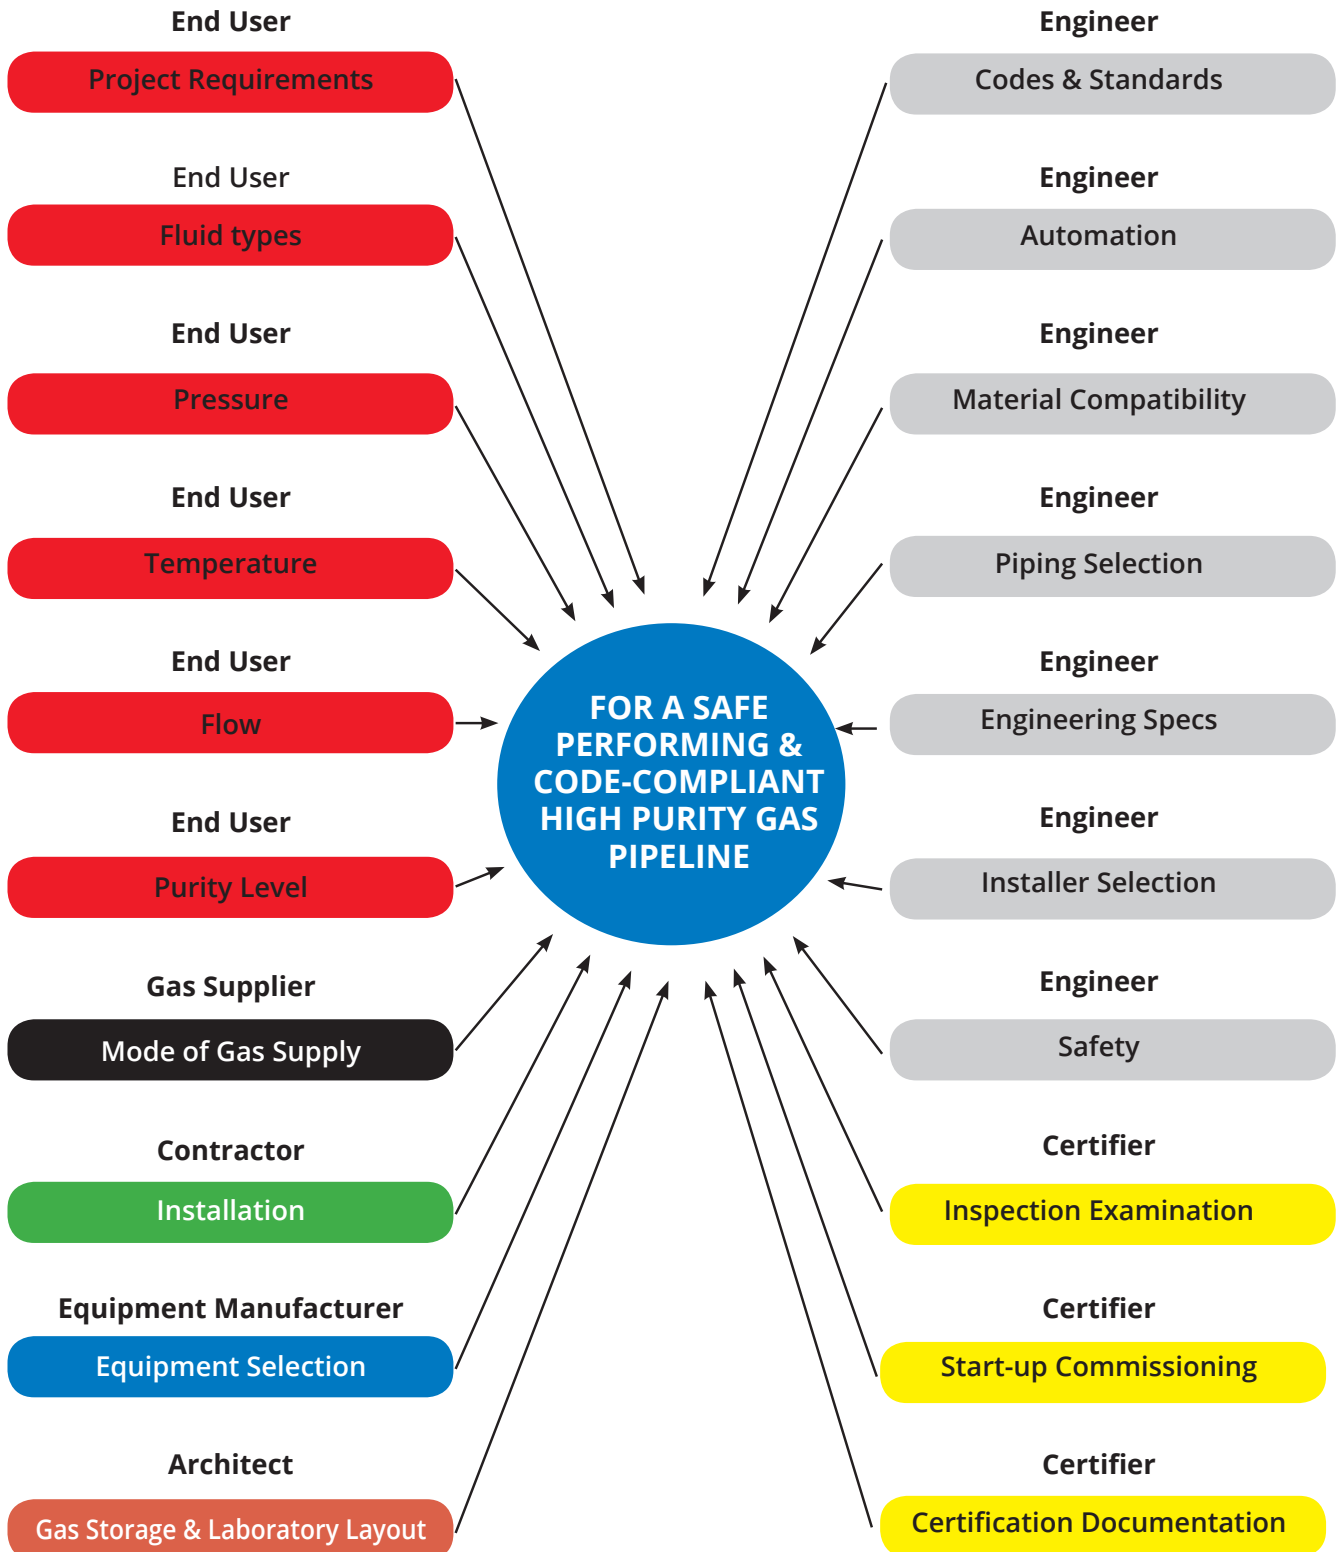 End User
Project Requirements
End User
Fluid types
End User
Pressure
End User
Temperature
End User
Flow
End User
Purity Level
Gas Supplier
Mode of Gas Supply
Contractor
Installation
Equipment Manufacturer
Equipment Selection
Architect
Gas Storage & Laboratory Layout
FOR A SAFE
PERFORMING &
CODE-COMPLIANT
HIGH PURITY GAS
PIPELINE
Engineer
Codes & Standards
Engineer
Automation
Engineer
Material Compatibility
Engineer
Piping Selection
Engineer
Engineering Specs
Engineer
Installer Selection
Engineer
Safety
Certifier
Inspection Examination
Certifier
Start-up Commissioning
Certifier
Certification Documentation